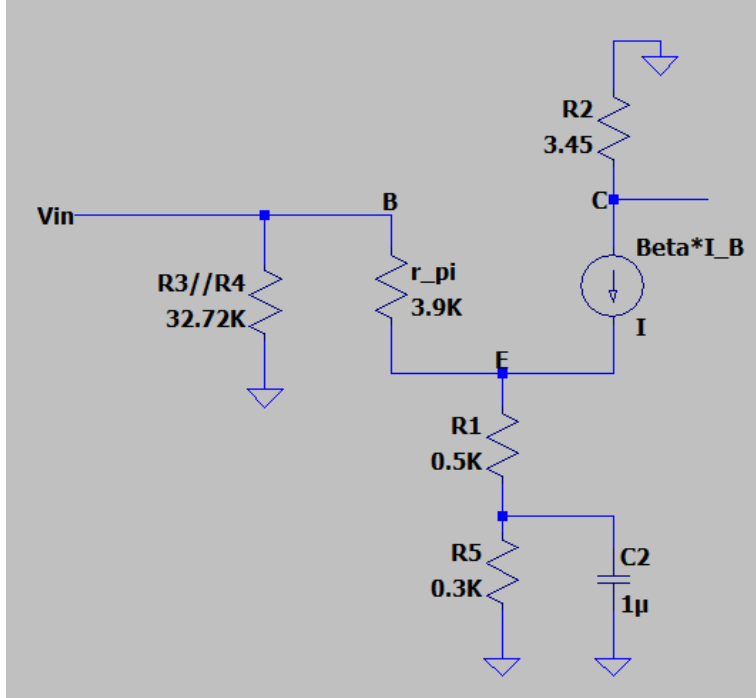 R2
3.45
Vin
B
C
Beta*I_B
R3//R4
32.72K
r_pi
3.9K
I
E
R1
0.5K
R5
0.3K
C2
1µ